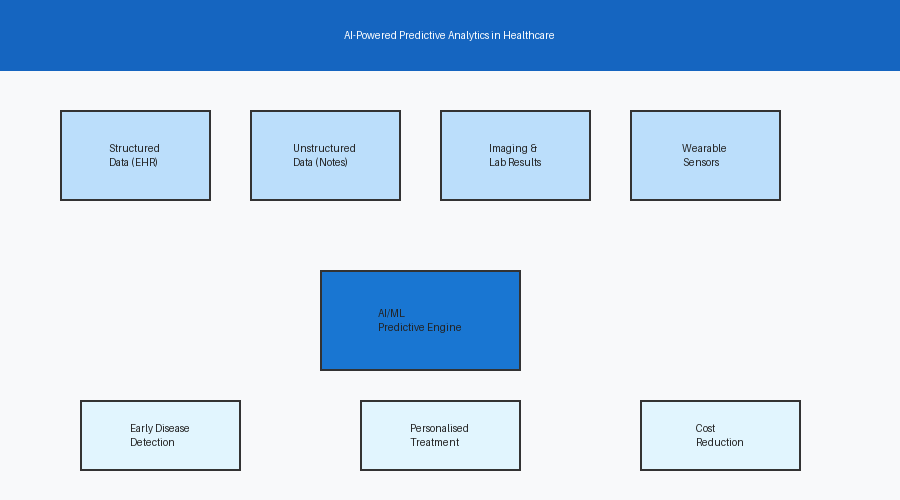 AI-Powered Predictive Analytics in Healthcare
Structured
Data (EHR)
Unstructured
Data (Notes)
Imaging &
Lab Results
Wearable
Sensors
AI/ML
Predictive Engine
Early Disease
Detection
Personalised
Treatment
Cost
Reduction